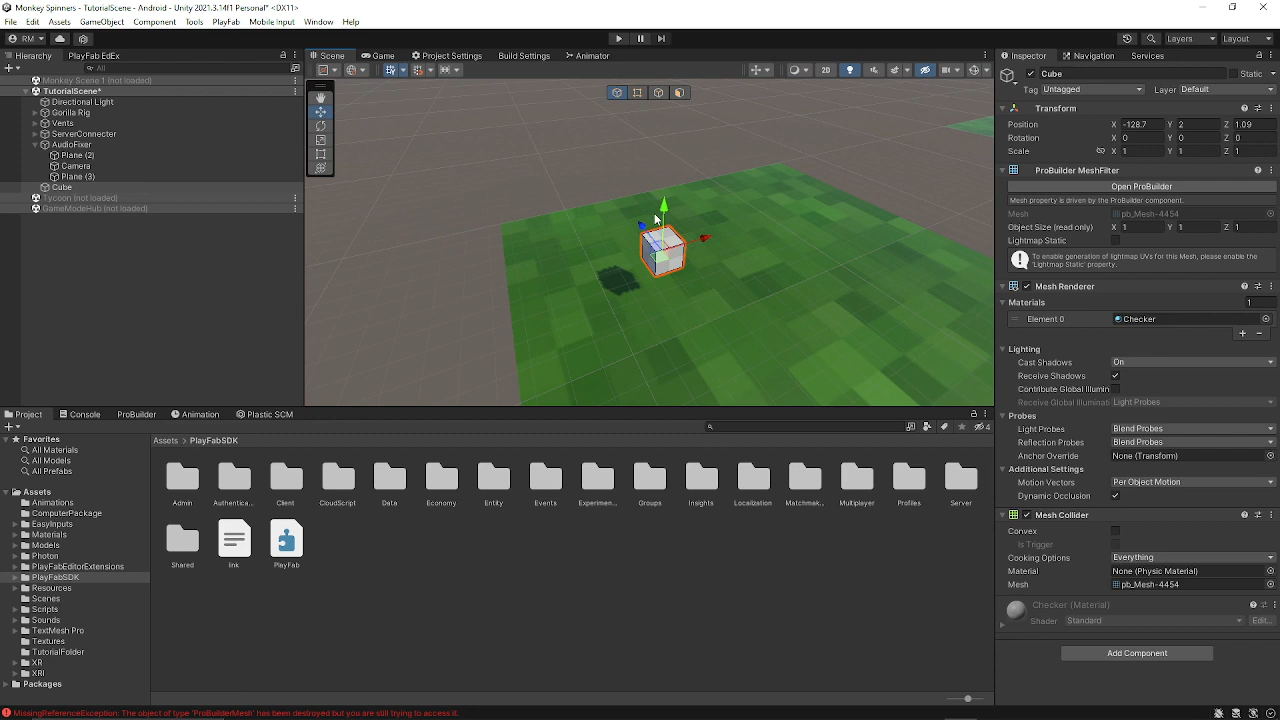 Monkey Spinners - TutorialScene - Android - Unity 2021.3.14f1 Personal* <DX11>
File Edit Assets GameObject Component Tools PlayFab Mobile Input Window Help
RM Layers Layout
Hierarchy PlayFab EdEx
All
Monkey Scene 1 (not loaded)
TutorialScene*
Directional Light
Gorilla Rig
Vents
ServerConnecter
AudioFixer
Plane (2)
Camera
Plane (3)
Cube
Tycoon (not loaded)
GameModeHub (not loaded)
Scene Game Project Settings Build Settings Animator
2D
Inspector Navigation Services
Cube Static
Tag Untagged Layer Default
Transform
Position X -128.7 Y 2 Z 1.09
Rotation X 0 Y 0 Z 0
Scale X 1 Y 1 Z 1
ProBuilder MeshFilter
Open ProBuilder
Mesh property is driven by the ProBuilder component.
Mesh pb_Mesh-4454
Object Size (read only) X 1 Y 1 Z 1
Lightmap Static
To enable generation of lightmap UVs for this Mesh, please enable the 'Lightmap Static' property.
Mesh Renderer
Materials 1
Element 0 Checker
Lighting
Cast Shadows On
Receive Shadows
Contribute Global Illumin
Receive Global Illuminati Light Probes
Probes
Light Probes Blend Probes
Reflection Probes Blend Probes
Anchor Override None (Transform)
Additional Settings
Motion Vectors Per Object Motion
Dynamic Occlusion
Mesh Collider
Convex
Is Trigger
Cooking Options Everything
Material None (Physic Material)
Mesh pb_Mesh-4454
Checker (Material)
Shader Standard Edit...
Add Component
Project Console ProBuilder Animation Plastic SCM
4
Favorites
All Materials
All Models
All Prefabs
Assets
Animations
ComputerPackage
EasyInputs
Materials
Models
Photon
PlayFabEditorExtensions
PlayFabSDK
Resources
Scenes
Scripts
Sounds
TextMesh Pro
Textures
TutorialFolder
XR
XRI
Packages
Assets > PlayFabSDK
Admin Authentica... Client CloudScript Data Economy Entity Events Experimen... Groups Insights Localization Matchmak... Multiplayer Profiles Server
Shared link PlayFab
MissingReferenceException: The object of type 'ProBuilderMesh' has been destroyed but you are still trying to access it.